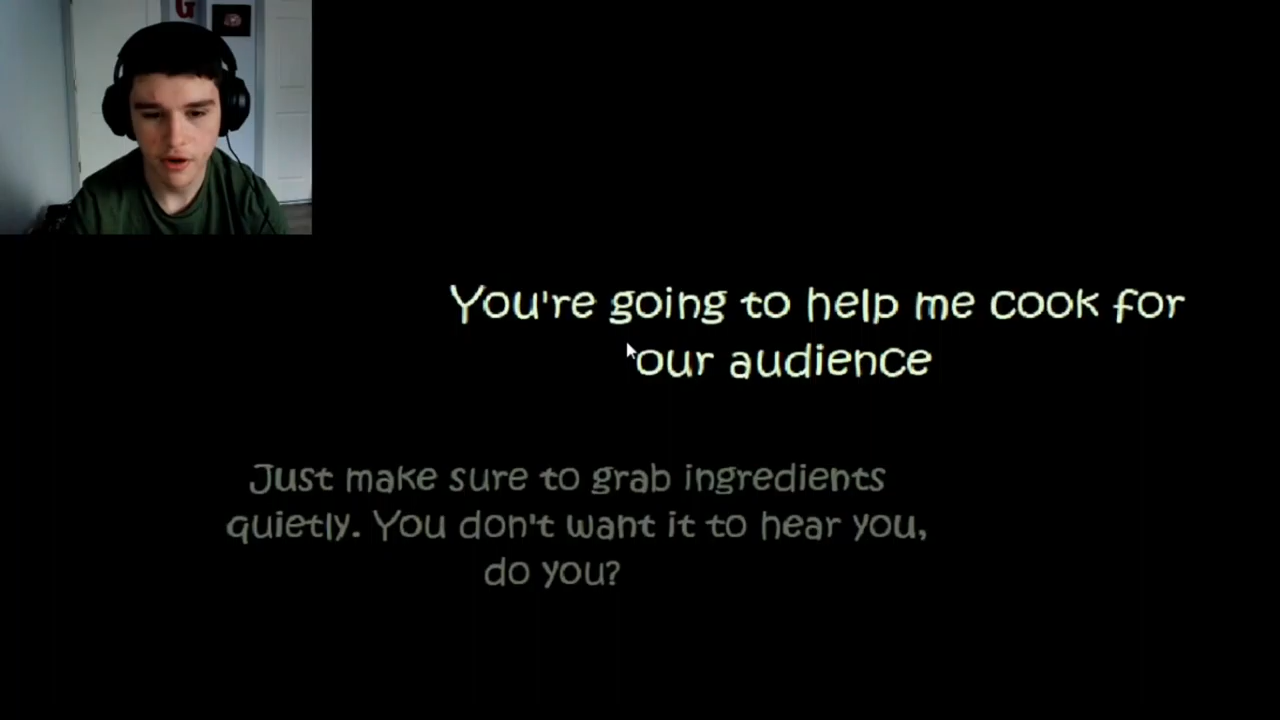 G
You're going to help me cook for
our audience
Just make sure to grab ingredients
quietly. You don't want it to hear you,
do you?